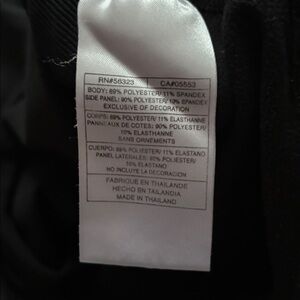 RN#56323 CA#05553
BODY: 89% POLYESTER/ 11% SPANDEX
SIDE PANEL: 90% POLYESTER/ 10% SPANDEX
EXCLUSIVE OF DECORATION
CORPS: 89% POLYESTER/ 11% ELASTHANNE
PANNEAUX DE COTES: 90% POLYESTER/
10% ELASTHANNE
SANS ORNEMENTS
CUERPO: 89% POLIESTER/ 11% ELASTANO
PANEL LATERALES: 90% POLIESTER/
10% ELASTANO
NO INCLUYE LA DECORACION
FABRIQUE EN THAILANDE
HECHO EN TAILANDIA
MADE IN THAILAND